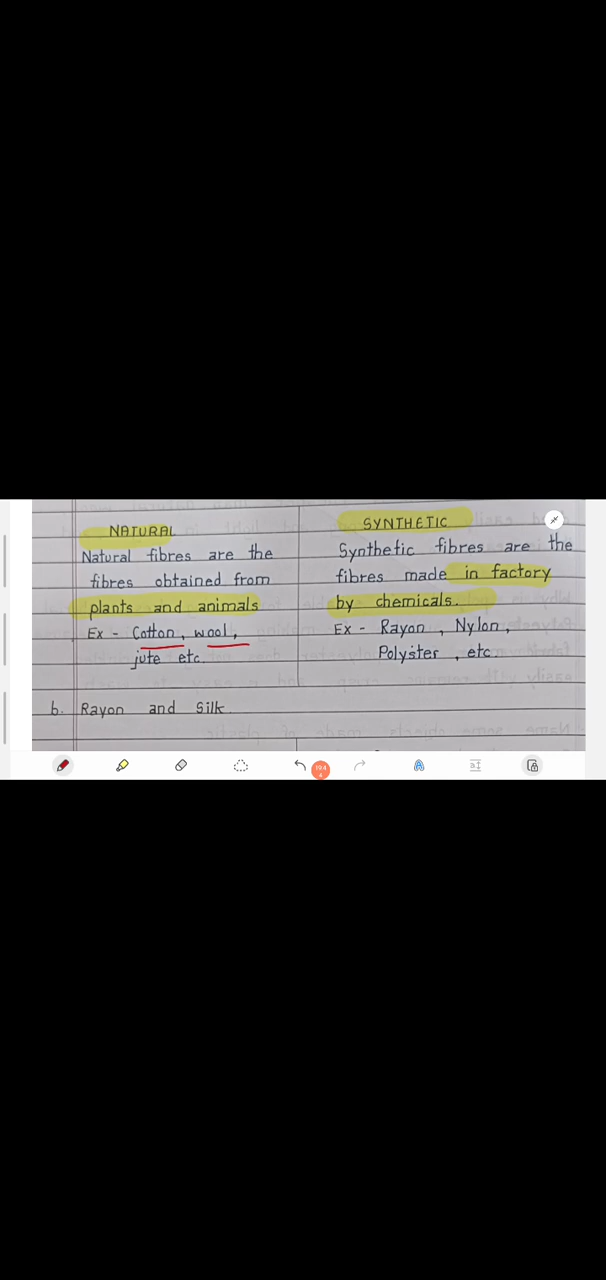 NATURAL
Natural fibres are the
fibres obtained from
plants and animals
Ex - Cotton, wool,
jute etc.
SYNTHETIC
Synthetic fibres are the
fibres made in factory
by chemicals.
Ex - Rayon, Nylon,
Polyster, etc.
b. Rayon and Silk